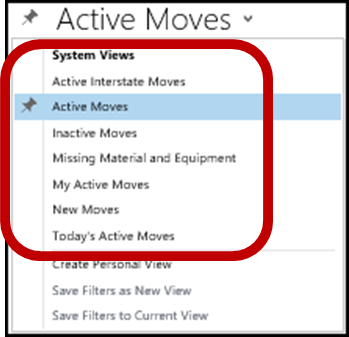 Active Moves
System Views
Active Interstate Moves
Active Moves
Inactive Moves
Missing Material and Equipment
My Active Moves
New Moves
Today's Active Moves
Create Personal View
Save Filters as New View
Save Filters to Current View